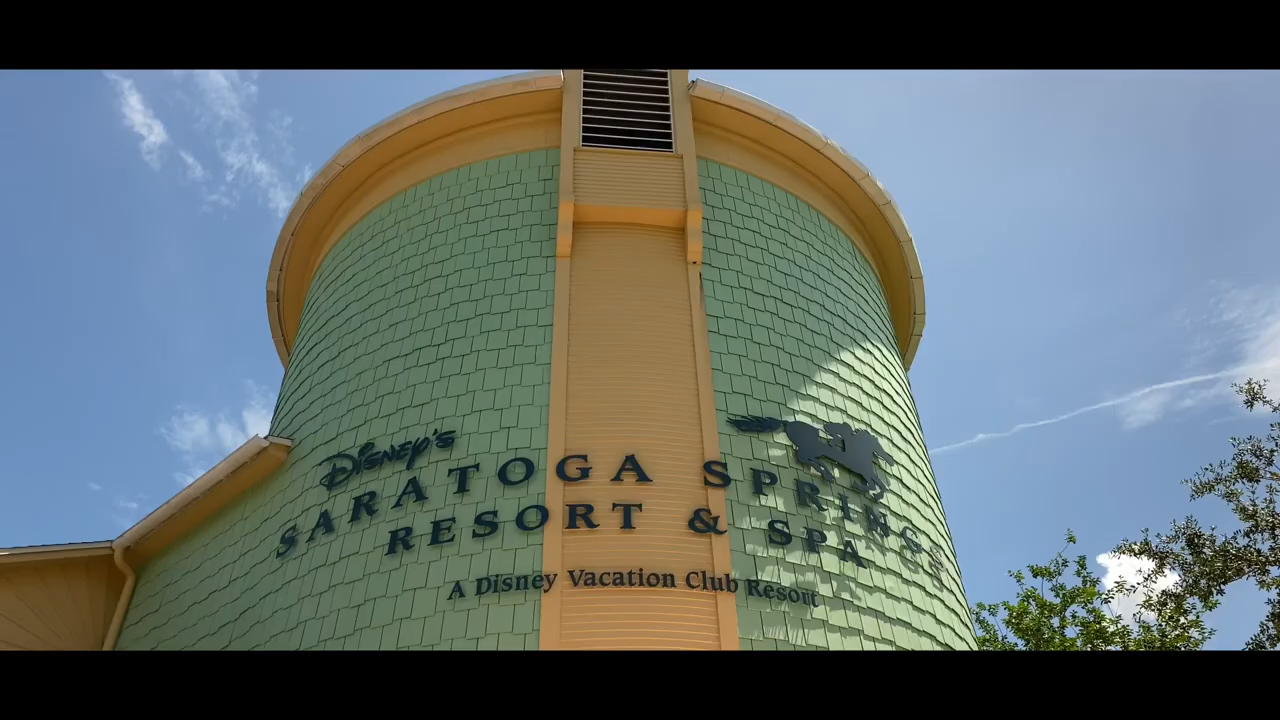 Disney's
SARATOGA SPRINGS
RESORT & SPA
A Disney Vacation Club Resort